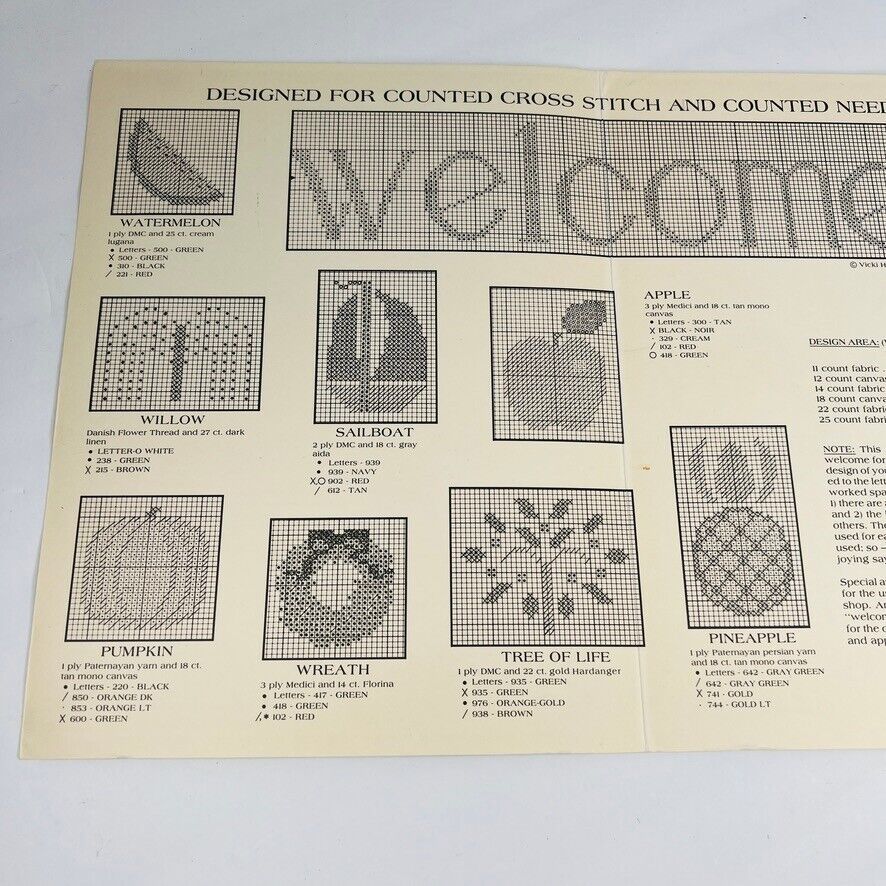 DESIGNED FOR COUNTED CROSS STITCH AND COUNTED
welcome
© Vicki
WATERMELON
1 ply DMC and 25 ct. cream
lugana
• Letters - 500 - GREEN
X 500 - GREEN
• 310 - BLACK
/ 221 - RED
WILLOW
Danish Flower Thread and 27 ct. dark
linen
• LETTER-O WHITE
• 238 - GREEN
X 215 - BROWN
SAILBOAT
2 ply DMC and 18 ct. gray
aida
• Letters - 939
• 939 - NAVY
X,O 902 - RED
/ 612 - TAN
APPLE
3 ply Medici and 18 ct. tan mono
canvas
• Letters - 300 - TAN
X BLACK - NOIR
· 329 - CREAM
/ 102 - RED
O 418 - GREEN
PUMPKIN
1 ply Paternayan yarn and 18 ct.
tan mono canvas
• Letters - 220 - BLACK
/ 850 - ORANGE DK
· 853 - ORANGE LT
X 600 - GREEN
WREATH
3 ply Medici and 14 ct. Florina
• Letters - 417 - GREEN
• 418 - GREEN
/,* 102 - RED
TREE OF LIFE
1 ply DMC and 22 ct. gold Hardanger
• Letters - 935 - GREEN
X 935 - GREEN
• 976 - ORANGE-GOLD
/ 938 - BROWN
PINEAPPLE
1 ply Paternayan persian yarn
and 18 ct. tan mono canvas
• Letters - 642 - GRAY GREEN
/ 642 - GRAY GREEN
X 741 - GOLD
· 744 - GOLD LT
DESIGN AREA:
11 count fabric
12 count canvas
14 count fabric
18 count canva
22 count fabric
25 count fabri
NOTE: This
welcome for
design of you
ed to the lett
worked spa
1) there are
and 2) the
others. The
used for ea
used; so –
joying say
Special a
for the us
shop. An
"welcom
for the c
and app